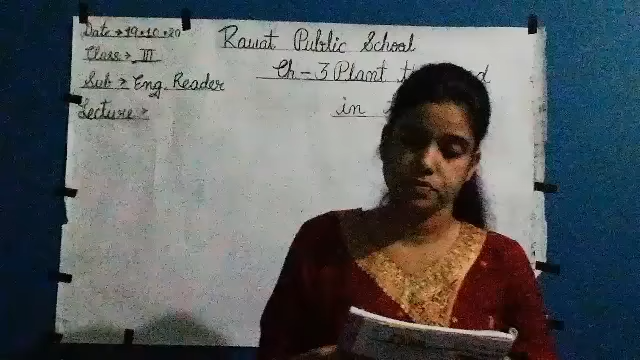 Date → 19.10.20
Class → III
Sub → Eng. Reader
Lecture →
Rawat Public School
Ch - 3 Plant
in